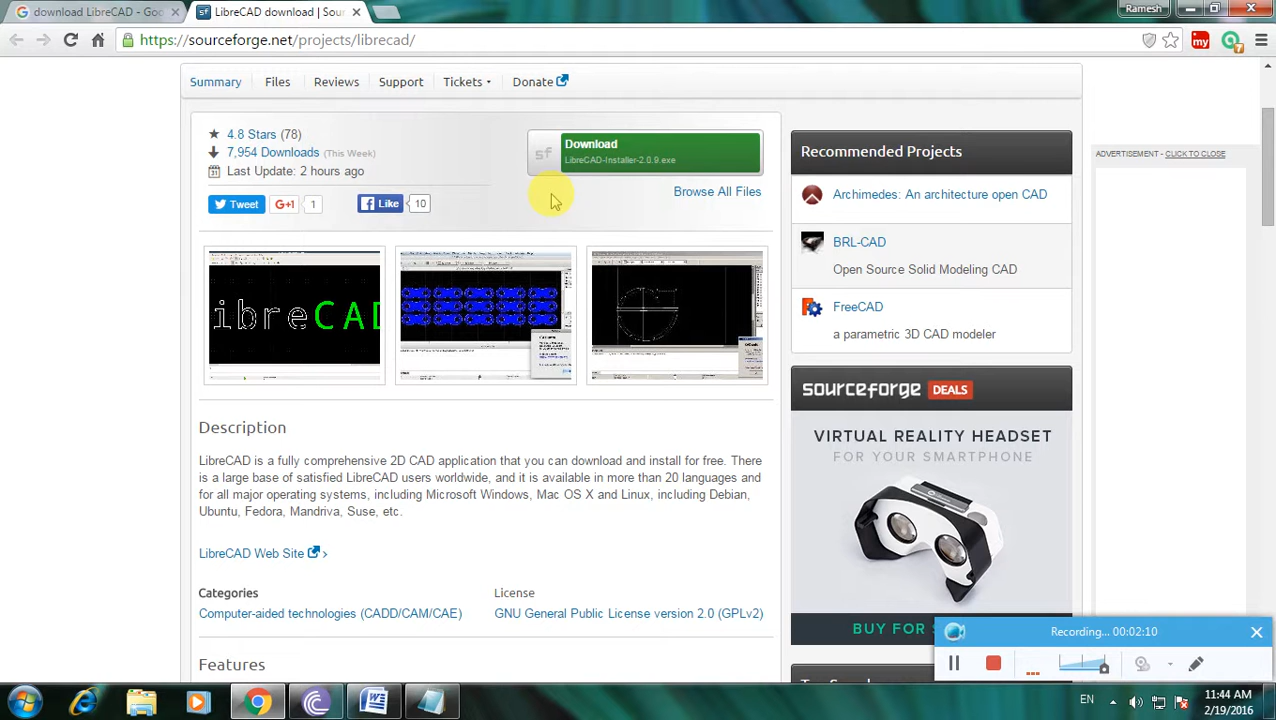 download LibreCAD - Goo
LibreCAD download | Sour
Ramesh
https://sourceforge.net/projects/librecad/
my
7
Summary
Files
Reviews
Support
Tickets
Donate
4.8 Stars (78)
7,954 Downloads (This Week)
Last Update: 2 hours ago
sf
Download
LibreCAD-Installer-2.0.9.exe
Browse All Files
Tweet
G+1
1
Like
10
Recommended Projects
Archimedes: An architecture open CAD
BRL-CAD
Open Source Solid Modeling CAD
FreeCAD
a parametric 3D CAD modeler
ADVERTISEMENT - CLICK TO CLOSE
ibreCAD
Description
LibreCAD is a fully comprehensive 2D CAD application that you can download and install for free. There
is a large base of satisfied LibreCAD users worldwide, and it is available in more than 20 languages and
for all major operating systems, including Microsoft Windows, Mac OS X and Linux, including Debian,
Ubuntu, Fedora, Mandriva, Suse, etc.
LibreCAD Web Site
Categories
Computer-aided technologies (CADD/CAM/CAE)
License
GNU General Public License version 2.0 (GPLv2)
Features
sourceforge DEALS
VIRTUAL REALITY HEADSET
FOR YOUR SMARTPHONE
BUY FOR
Recording... 00:02:10
EN
11:44 AM
2/19/2016